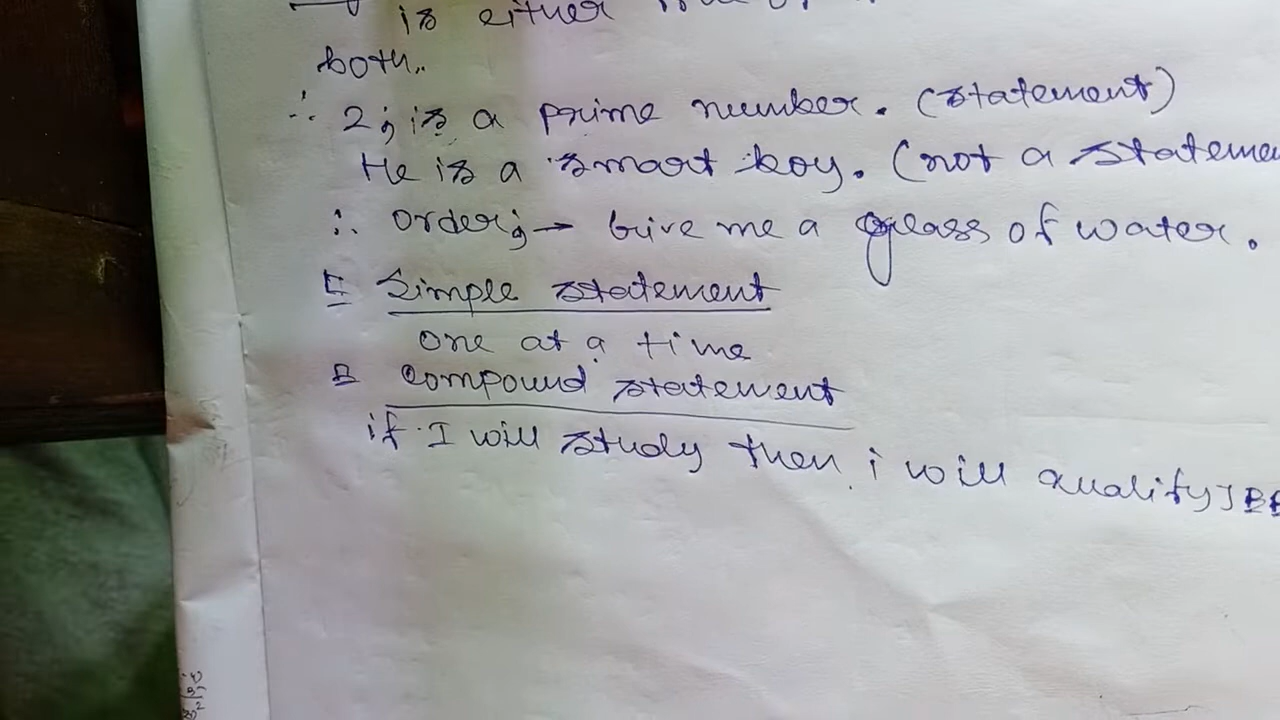 is either
both..
∴ 2; is a prime number. (statement)
He is a smart boy. (not a stateme
∴ order; → Give me a glass of water.
Simple statement
one at a time
compound statement
if I will study then i will qualify JEE